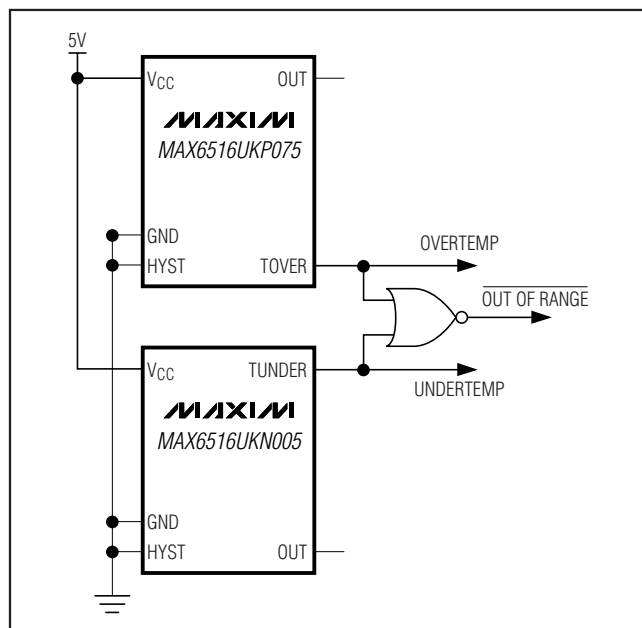 5V
VCC
OUT
MAXIM
MAX6516UKP075
GND
HYST
TOVER
OVERTEMP
OUT OF RANGE
VCC
TUNDER
UNDERTEMP
MAXIM
MAX6516UKN005
GND
HYST
OUT